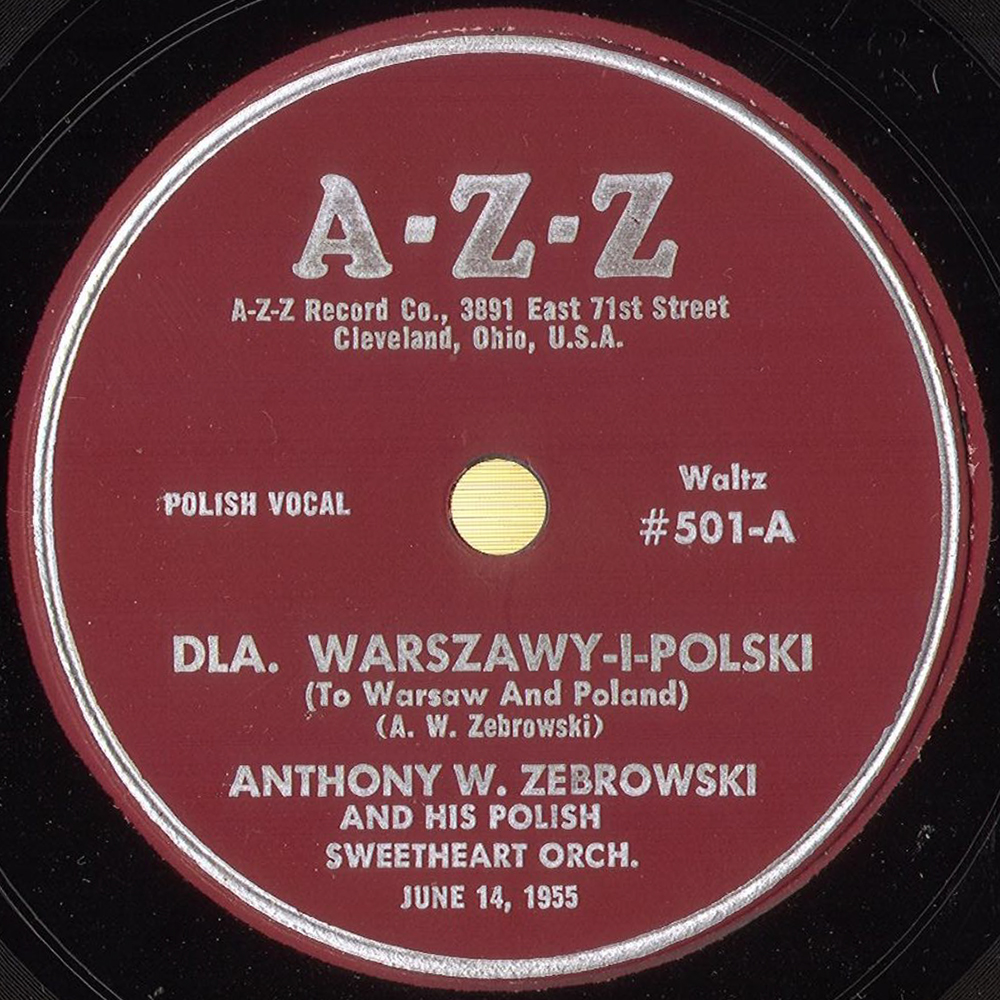 A-Z-Z
A-Z-Z Record Co., 3891 East 71st Street
Cleveland, Ohio, U.S.A.
POLISH VOCAL
Waltz
#501-A
DLA. WARSZAWY-I-POLSKI
(To Warsaw And Poland)
(A. W. Zebrowski)
ANTHONY W. ZEBROWSKI
AND HIS POLISH
SWEETHEART ORCH.
JUNE 14, 1955